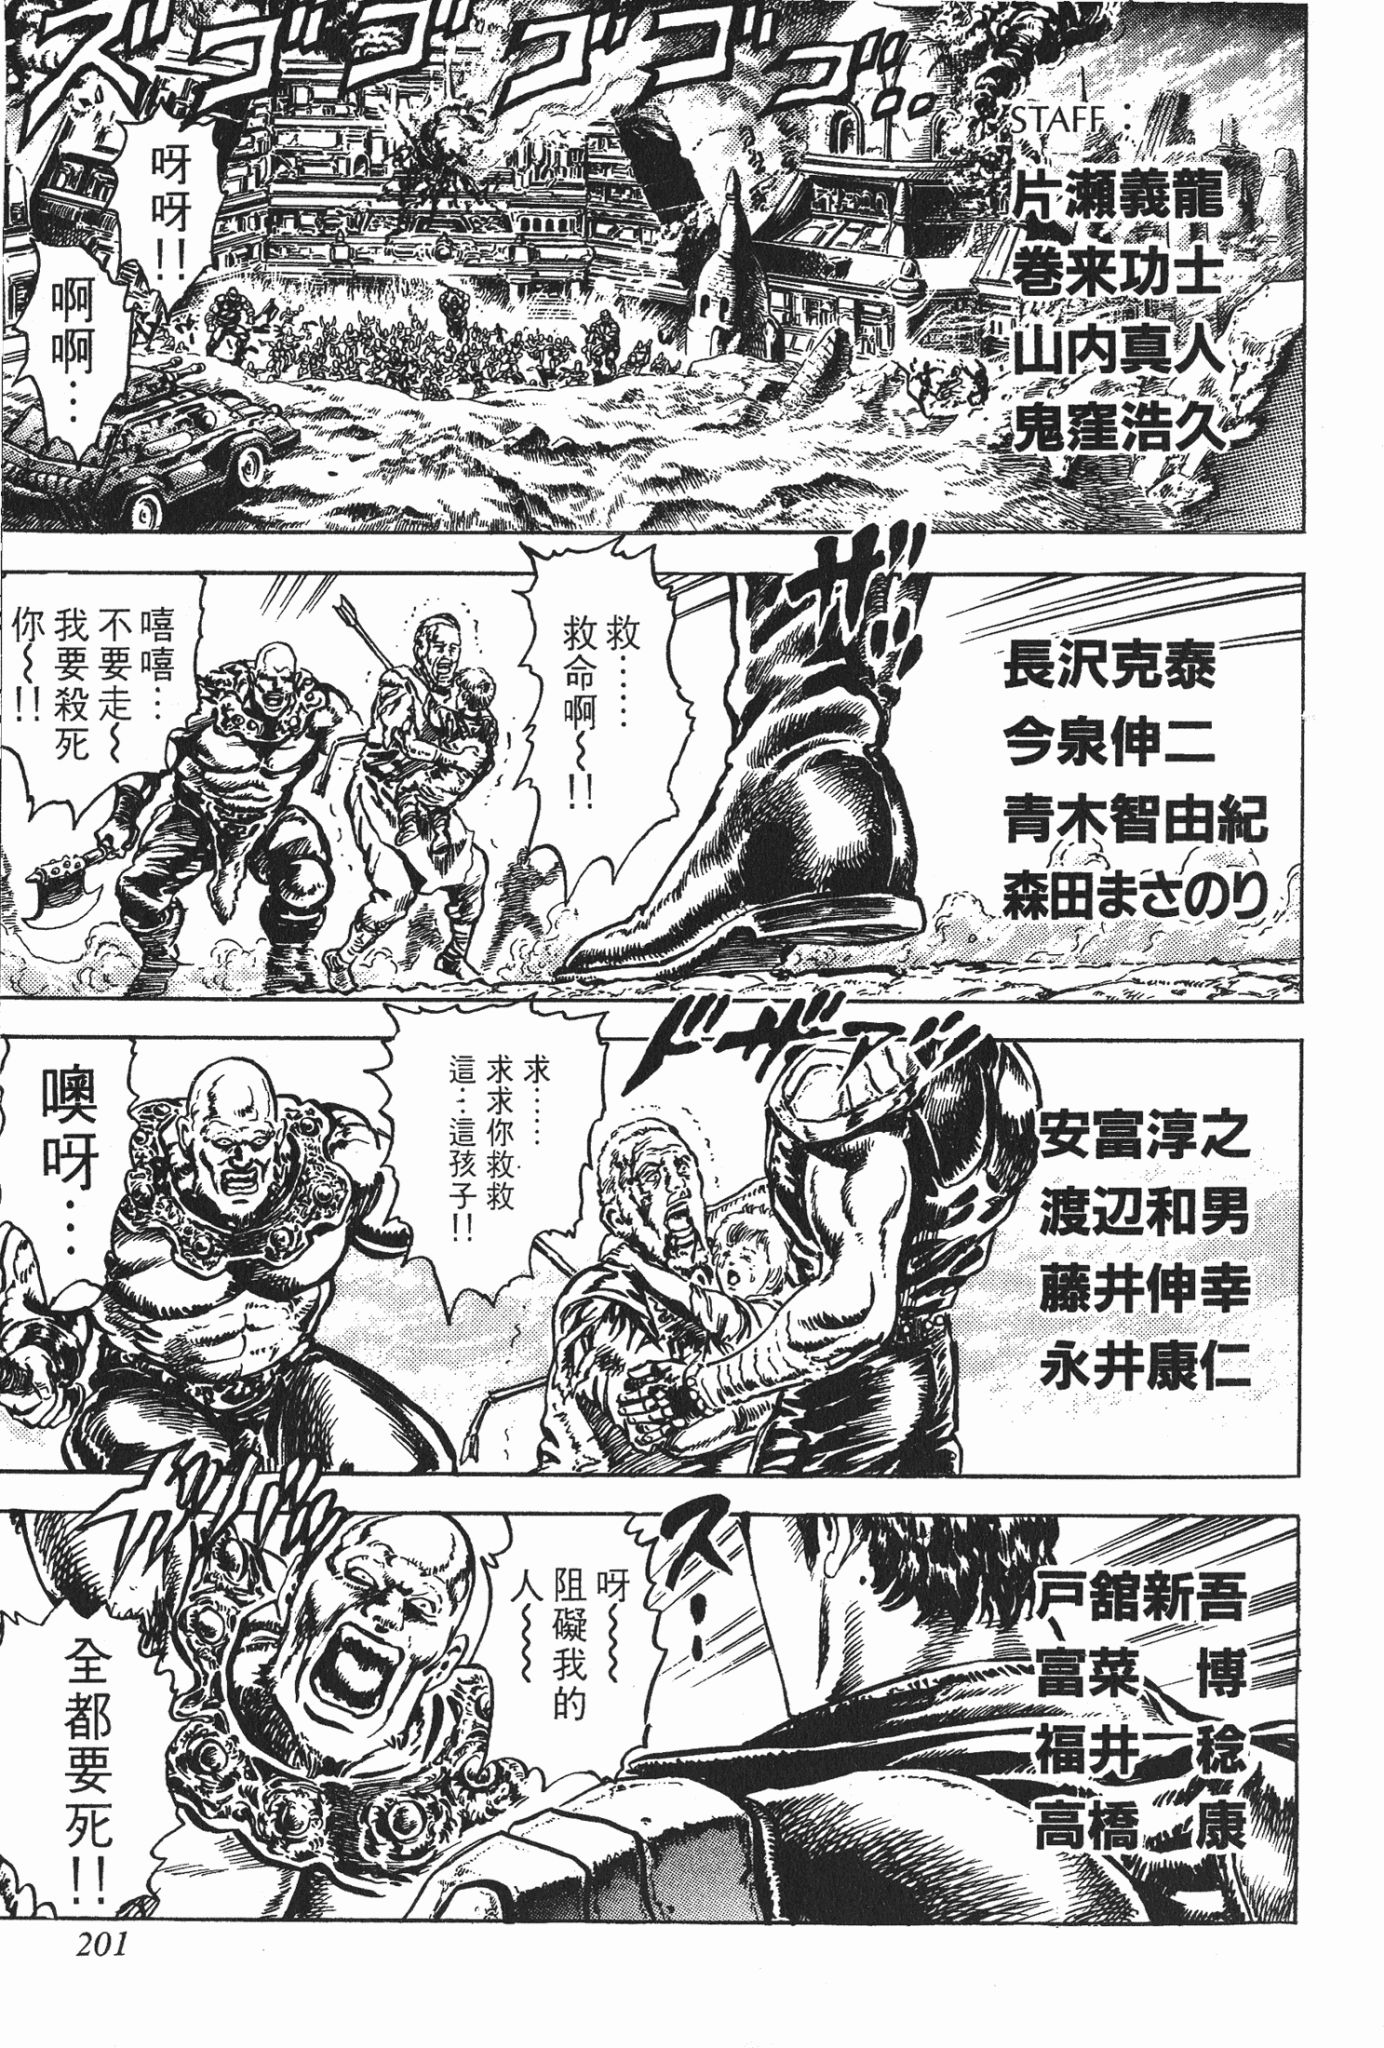 ズゴゴゴゴゴ!!
STAFF：
片瀬義龍
巻来功士
山内真人
鬼窪浩久
呀呀!!
啊啊…
ザザッ
長沢克泰
今泉伸二
青木智由紀
森田まさのり
救……
救命啊～!!
嘻嘻…
不要走～
我要殺死
你～!!
ドザァッ
安富淳之
渡辺和男
藤井伸幸
永井康仁
求……
求求你救救
這…這孩子!!
噢呀…
ス…
戸舘新吾
富菜　博
福井　稔
高橋　康
呀～～
阻礙我的
人～～
全都要死!!
201